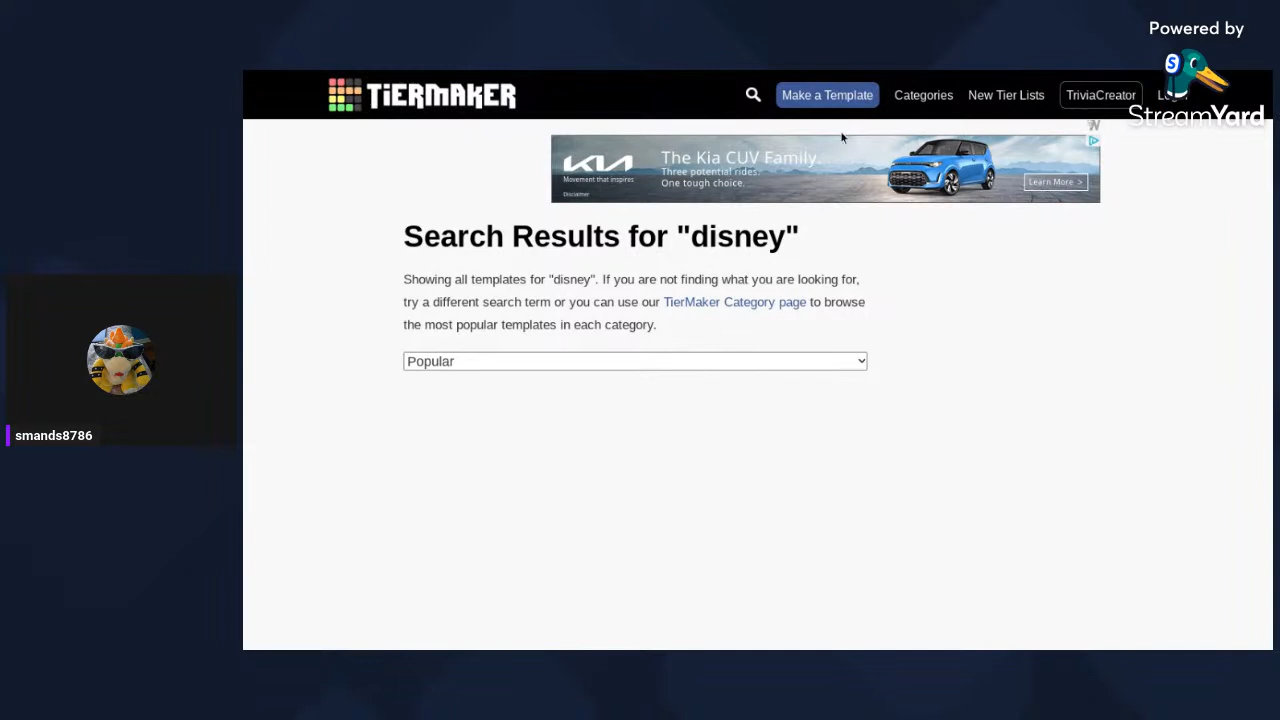 Powered by
StreamYard
TiERMAKER
Make a Template
Categories
New Tier Lists
TriviaCreator
KIA
Movement that inspires
Disclaimer
The Kia CUV Family.
Three potential rides.
One tough choice.
Learn More >
Search Results for "disney"
Showing all templates for "disney". If you are not finding what you are looking for,
try a different search term or you can use our TierMaker Category page to browse
the most popular templates in each category.
Popular
smands8786